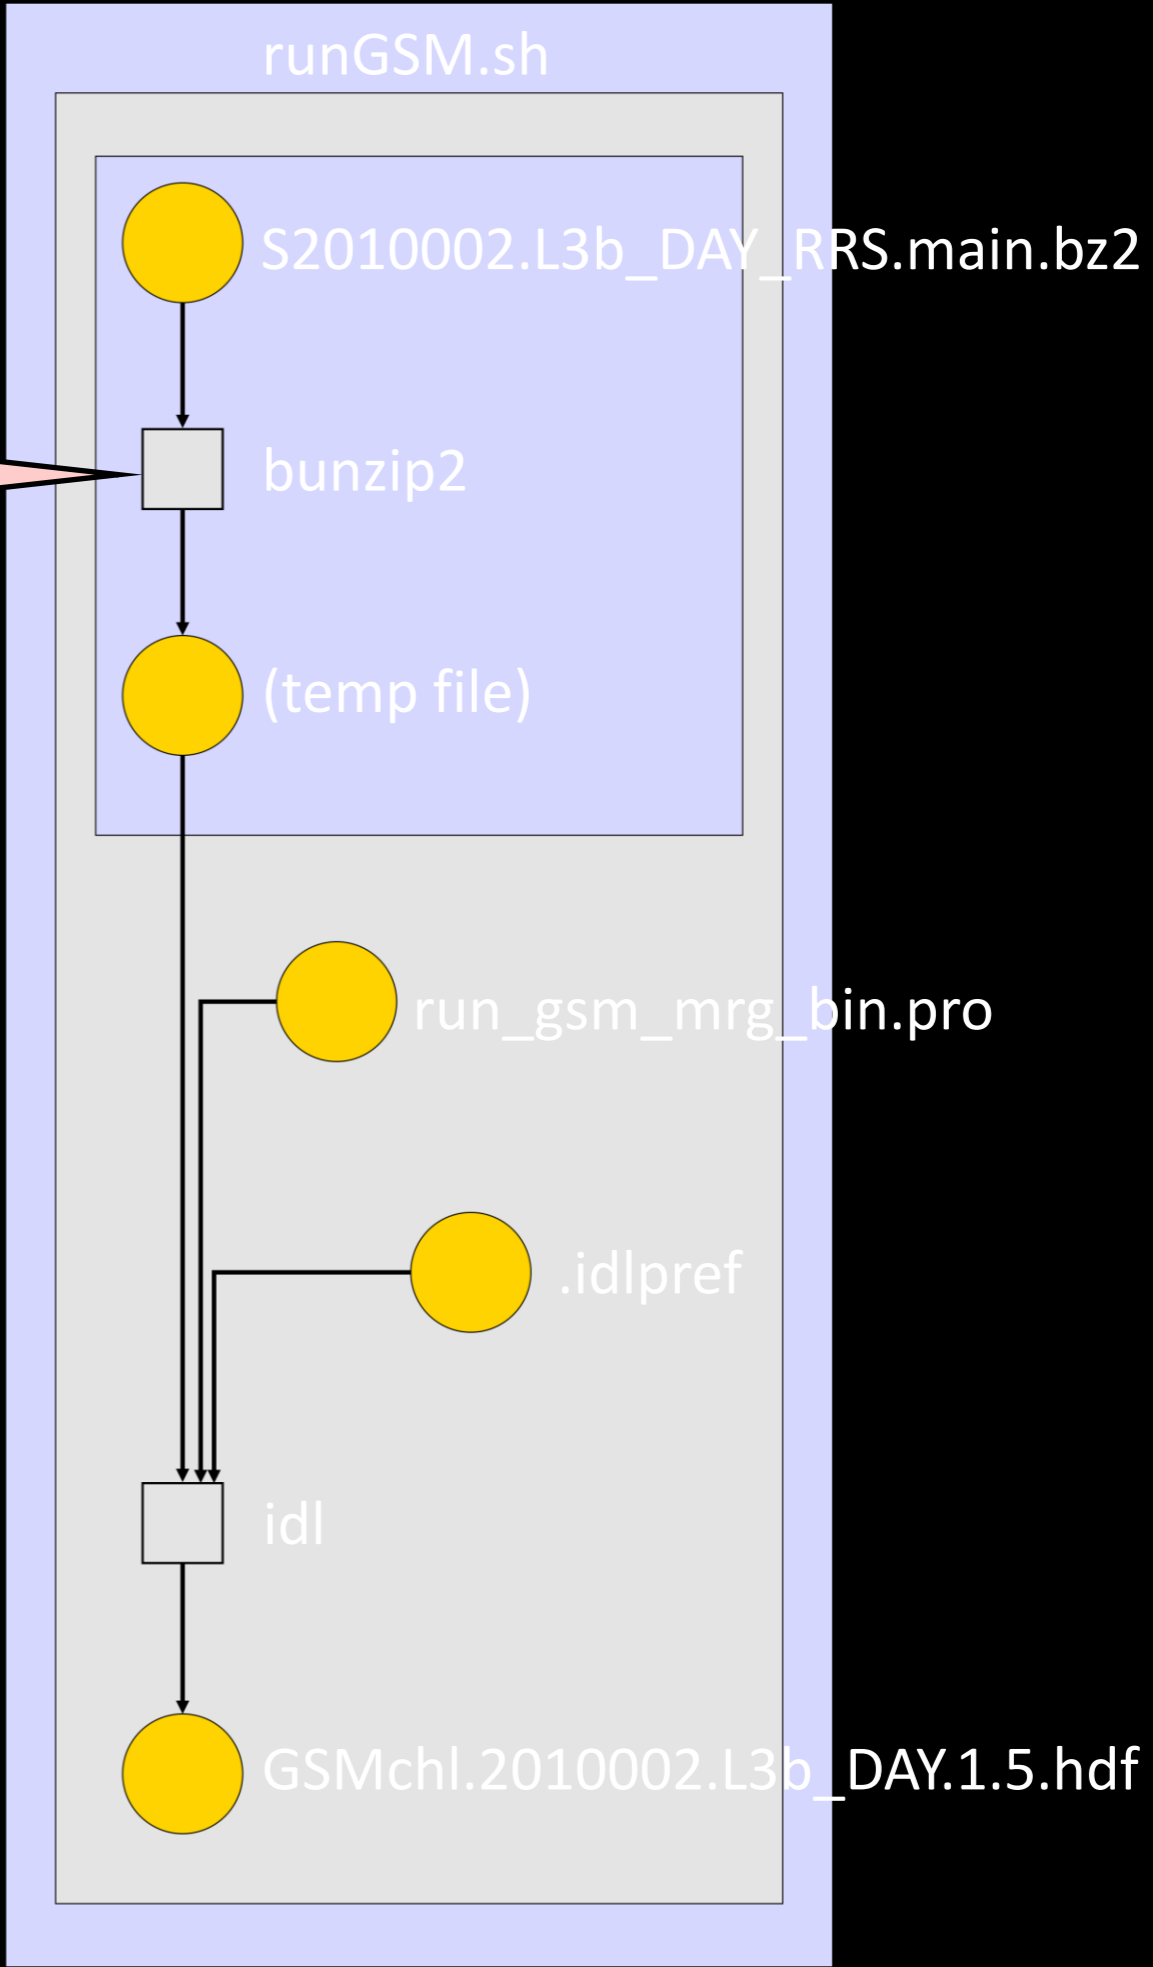 runGSM.sh
S2010002.L3b_DAY_RRS.main.bz2
bunzip2
(temp file)
run_gsm_mrg_bin.pro
.idlpref
idl
GSMchl.2010002.L3b_DAY.1.5.hdf